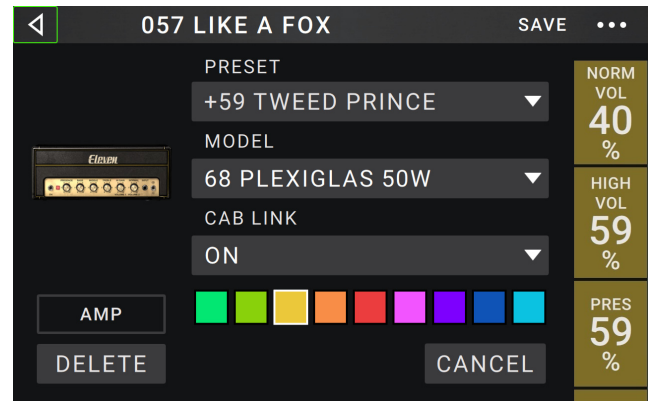 057 LIKE A FOX
SAVE
PRESET
+59 TWEED PRINCE
MODEL
68 PLEXIGLAS 50W
CAB LINK
ON
Eleven
AMP
DELETE
CANCEL
NORM
VOL
40
%
HIGH
VOL
59
%
PRES
59
%